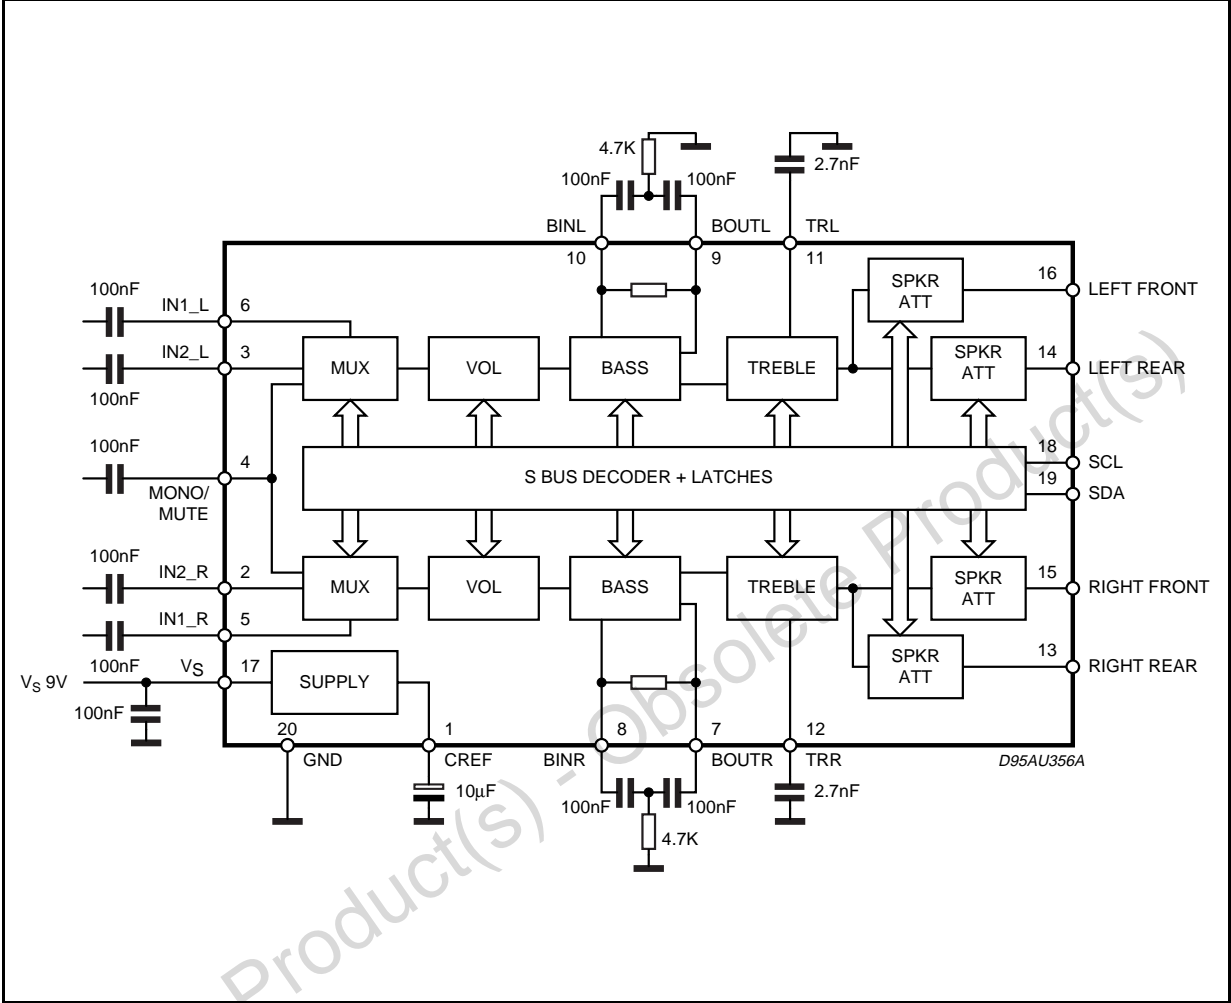 4.7K
100nF
100nF
2.7nF
BINL
BOUTL
TRL
10
9
11
100nF
IN1_L
6
SPKR
ATT
16
LEFT FRONT
IN2_L
3
100nF
MUX
VOL
BASS
TREBLE
SPKR
ATT
14
LEFT REAR
100nF
4
MONO/
MUTE
S BUS DECODER + LATCHES
18
SCL
19
SDA
100nF
IN2_R
2
MUX
VOL
BASS
TREBLE
SPKR
ATT
15
RIGHT FRONT
IN1_R
5
100nF
SPKR
ATT
13
RIGHT REAR
VS 9V
VS
17
SUPPLY
100nF
20
GND
1
CREF
8
BINR
7
BOUTR
12
TRR
D95AU356A
10μF
100nF
100nF
2.7nF
4.7K
Product(s) - Obsolete Product(s)